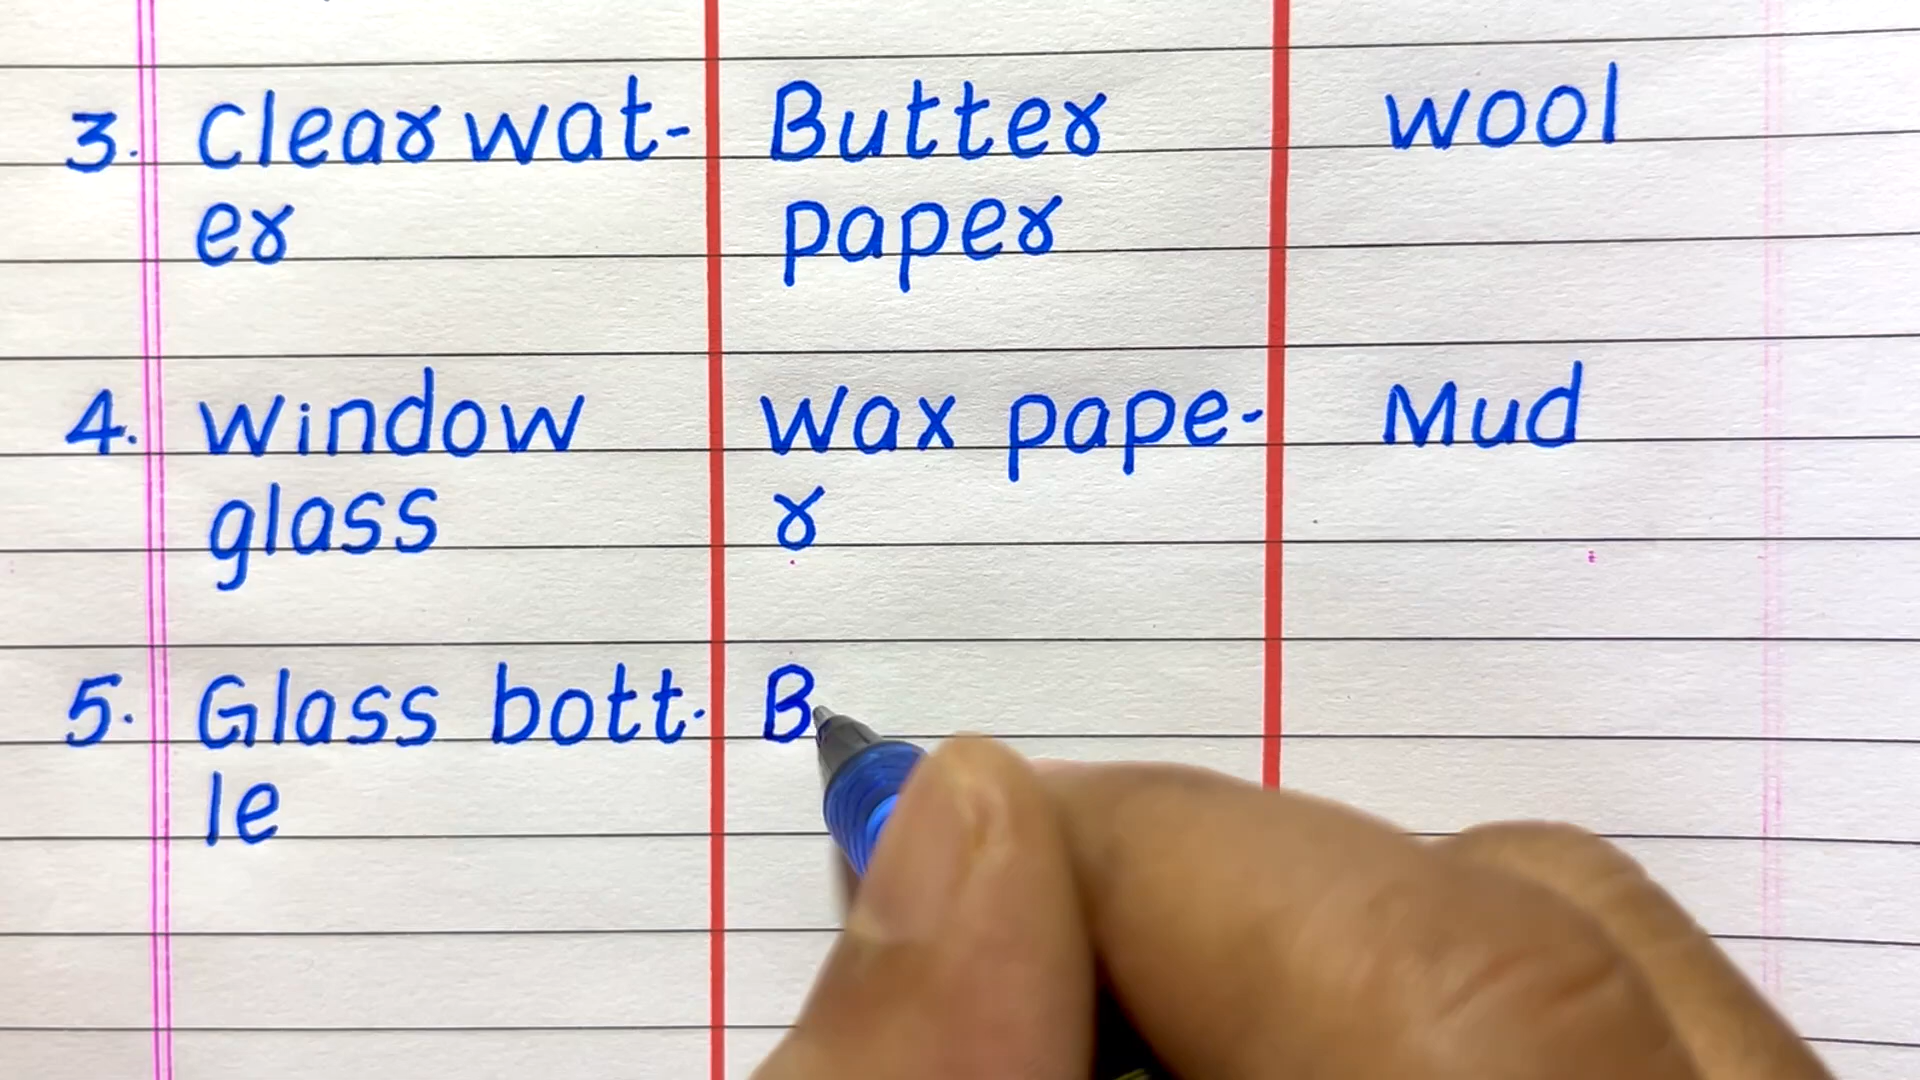 3. Clear wat- Butter wool
er paper
4. Window Wax pape- Mud
glass r
5. Glass bott- B
le